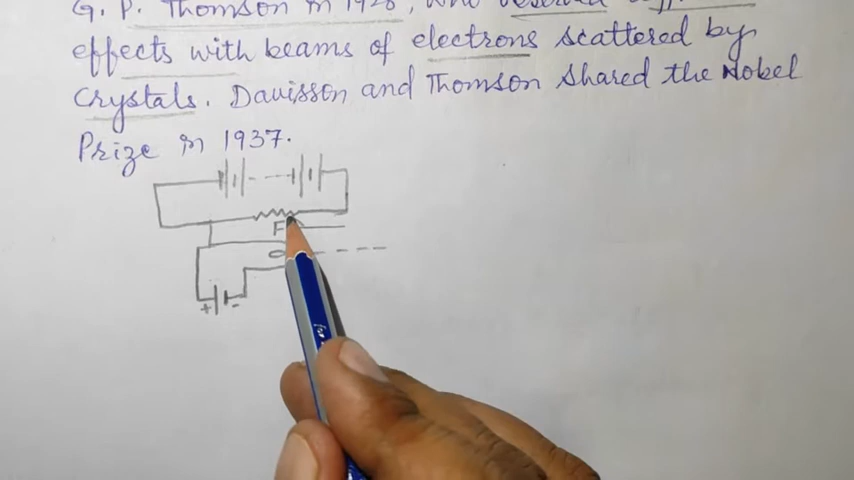 G. P. Thomson in 1928, who observed
effects with beams of electrons scattered by
crystals. Davisson and Thomson shared the Nobel
Prize in 1937.
F
+ -